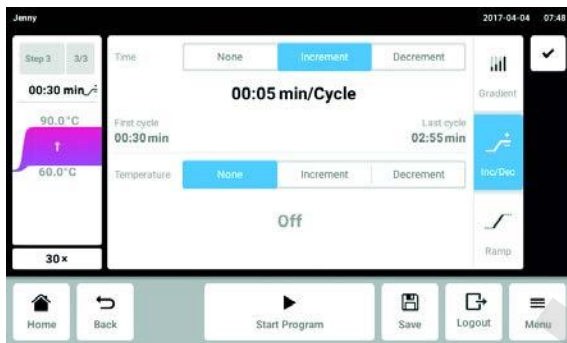 Jenny
2017-04-04 07:48
Step 3 3/3
Time None Increment Decrement
00:30 min
00:05 min/Cycle
Gradient
90.0°C
First cycle Last cycle
00:30 min 02:55 min
60.0°C
Temperature None Increment Decrement
Inc/Dec
Off
Ramp
30×
Home Back Start Program Save Logout Menu